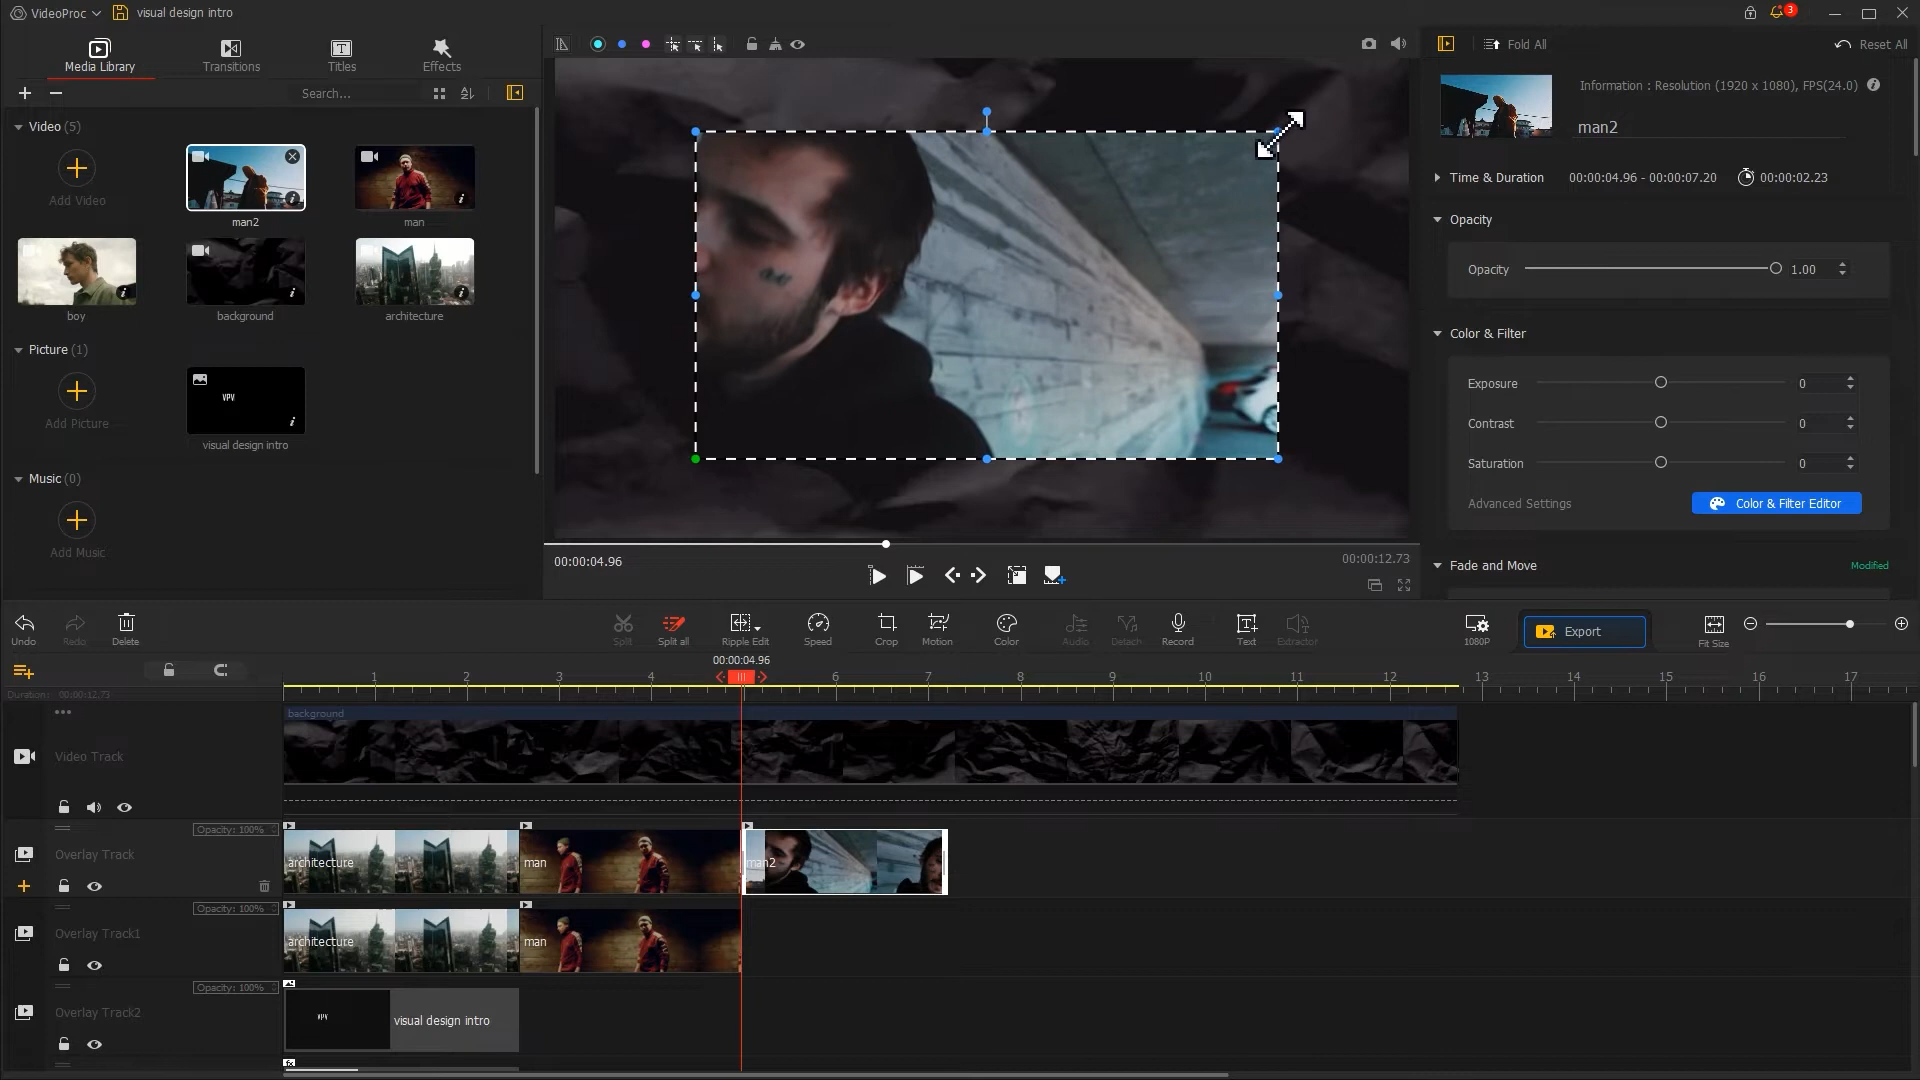 VideoProc
visual design intro
3
Media Library
Transitions
Titles
Effects
Fold All
Reset All
Search...
Information : Resolution (1920 x 1080), FPS(24.0)
man2
Video (5)
Add Video
man2
man
Time & Duration
00:00:04.96 - 00:00:07.20
00:00:02.23
Opacity
Opacity
1.00
boy
background
architecture
Color & Filter
Picture (1)
Exposure
0
VPV
Add Picture
Contrast
0
visual design intro
Saturation
0
Music (0)
Advanced Settings
Color & Filter Editor
Add Music
00:00:04.96
00:00:12.73
Fade and Move
Modified
Undo
Redo
Delete
Split
Split all
Ripple Edit
Speed
Crop
Motion
Color
Audio
Detach
Record
Text
Extractor
1080P
Export
Fit Size
00:00:04.96
1 2 3 4 6 7 8 9 10 11 12 13 14 15 16 17
Duration: 00:00:12.73
background
Video Track
Opacity: 100%
Overlay Track
architecture
man
man2
Opacity: 100%
Overlay Track1
architecture
man
Opacity: 100%
Overlay Track2
VPV
visual design intro